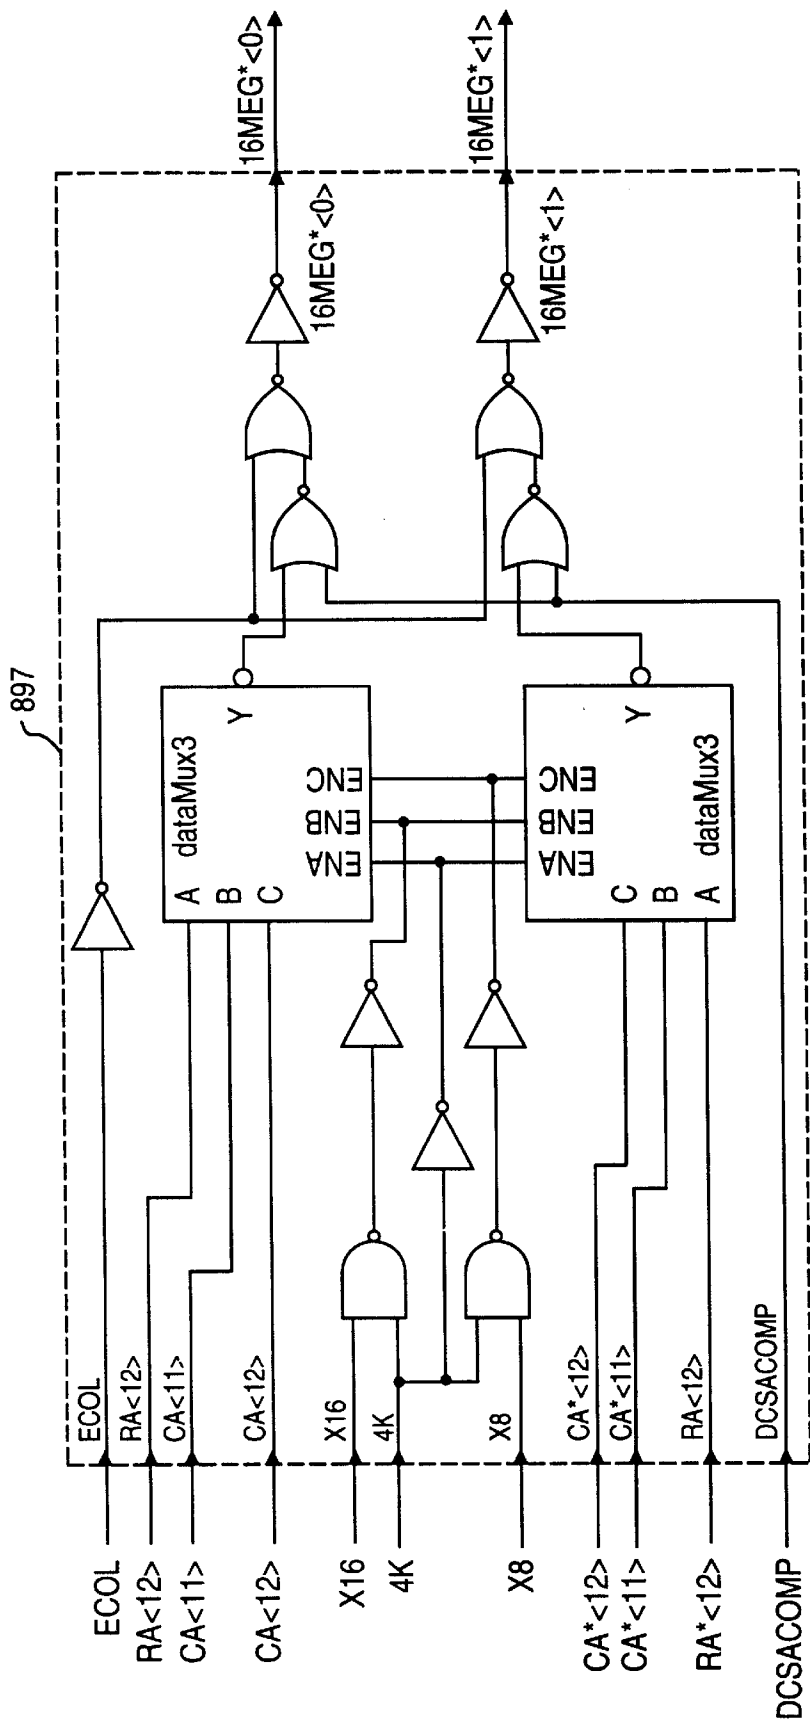 897
ECOL
ECOL
RA<12>
RA<12>
CA<11>
CA<11>
CA<12>
CA<12>
X16
X16
4K
4K
X8
X8
CA*<12>
CA*<12>
CA*<11>
CA*<11>
RA*<12>
RA<12>
DCSACOMP
DCSACOMP
A
B
C
dataMux3
Y
ENA
ENB
ENC
C
B
A
dataMux3
Y
ENA
ENB
ENC
16MEG*<0>
16MEG*<0>
16MEG*<1>
16MEG*<1>